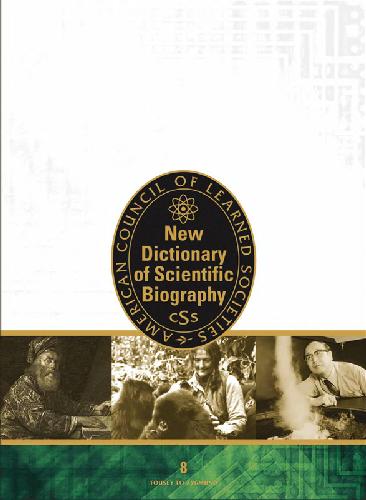 AMERICAN COUNCIL OF LEARNED SOCIETIES
New
Dictionary
of Scientific
Biography
cSs
8